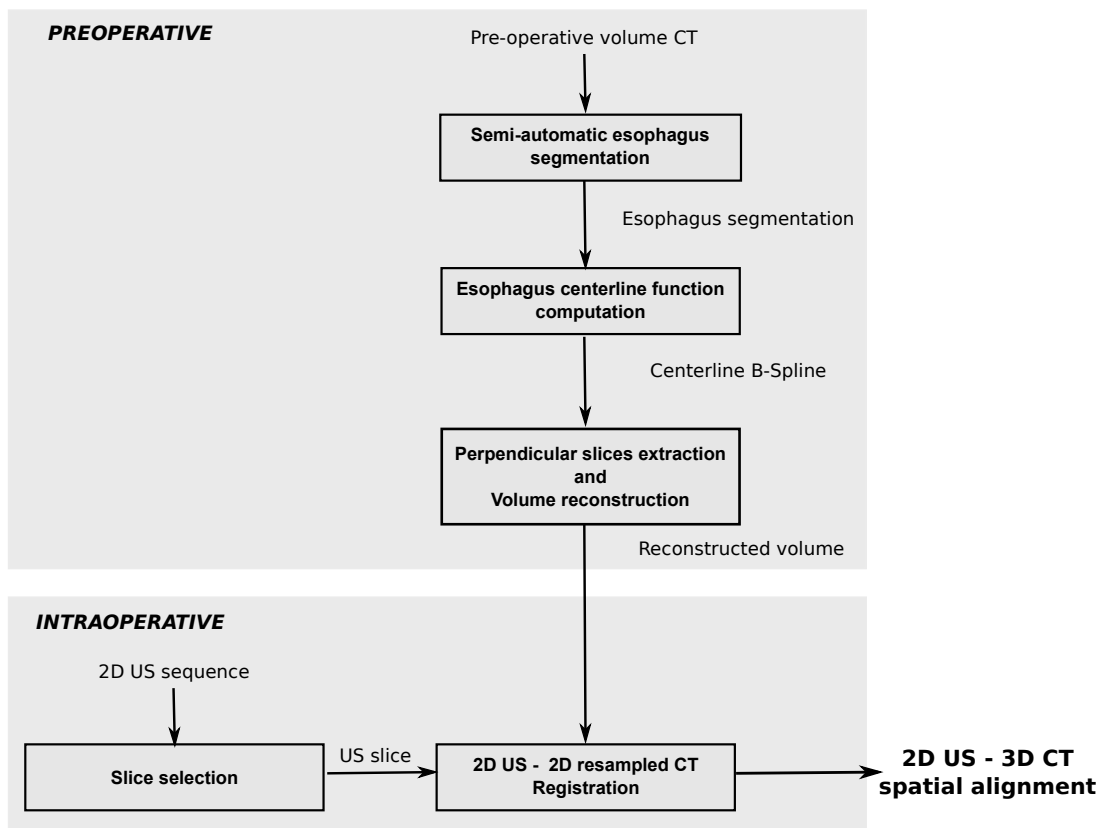 PREOPERATIVE
Pre-operative volume CT
Semi-automatic esophagus
segmentation
Esophagus segmentation
Esophagus centerline function
computation
Centerline B-Spline
Perpendicular slices extraction
and
Volume reconstruction
Reconstructed volume
INTRAOPERATIVE
2D US sequence
Slice selection
US slice
2D US - 2D resampled CT
Registration
2D US - 3D CT
spatial alignment